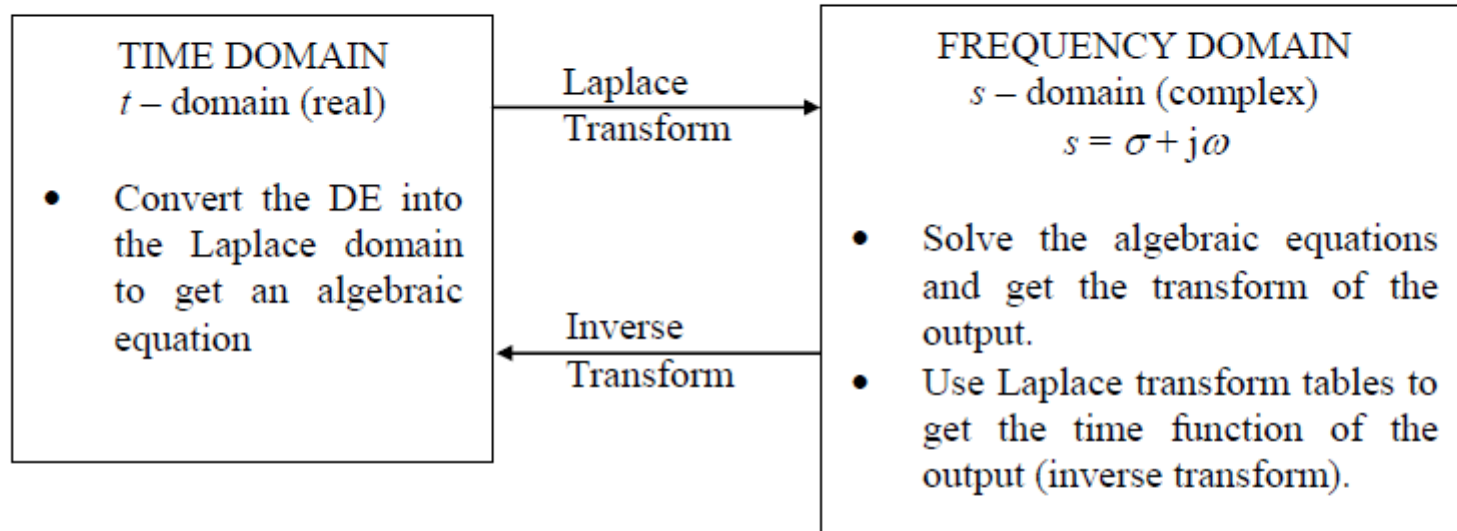 TIME DOMAIN
t – domain (real)
• Convert the DE into
the Laplace domain
to get an algebraic
equation
Laplace
Transform
Inverse
Transform
FREQUENCY DOMAIN
s – domain (complex)
s = σ + jω
• Solve the algebraic equations
and get the transform of the
output.
• Use Laplace transform tables to
get the time function of the
output (inverse transform).